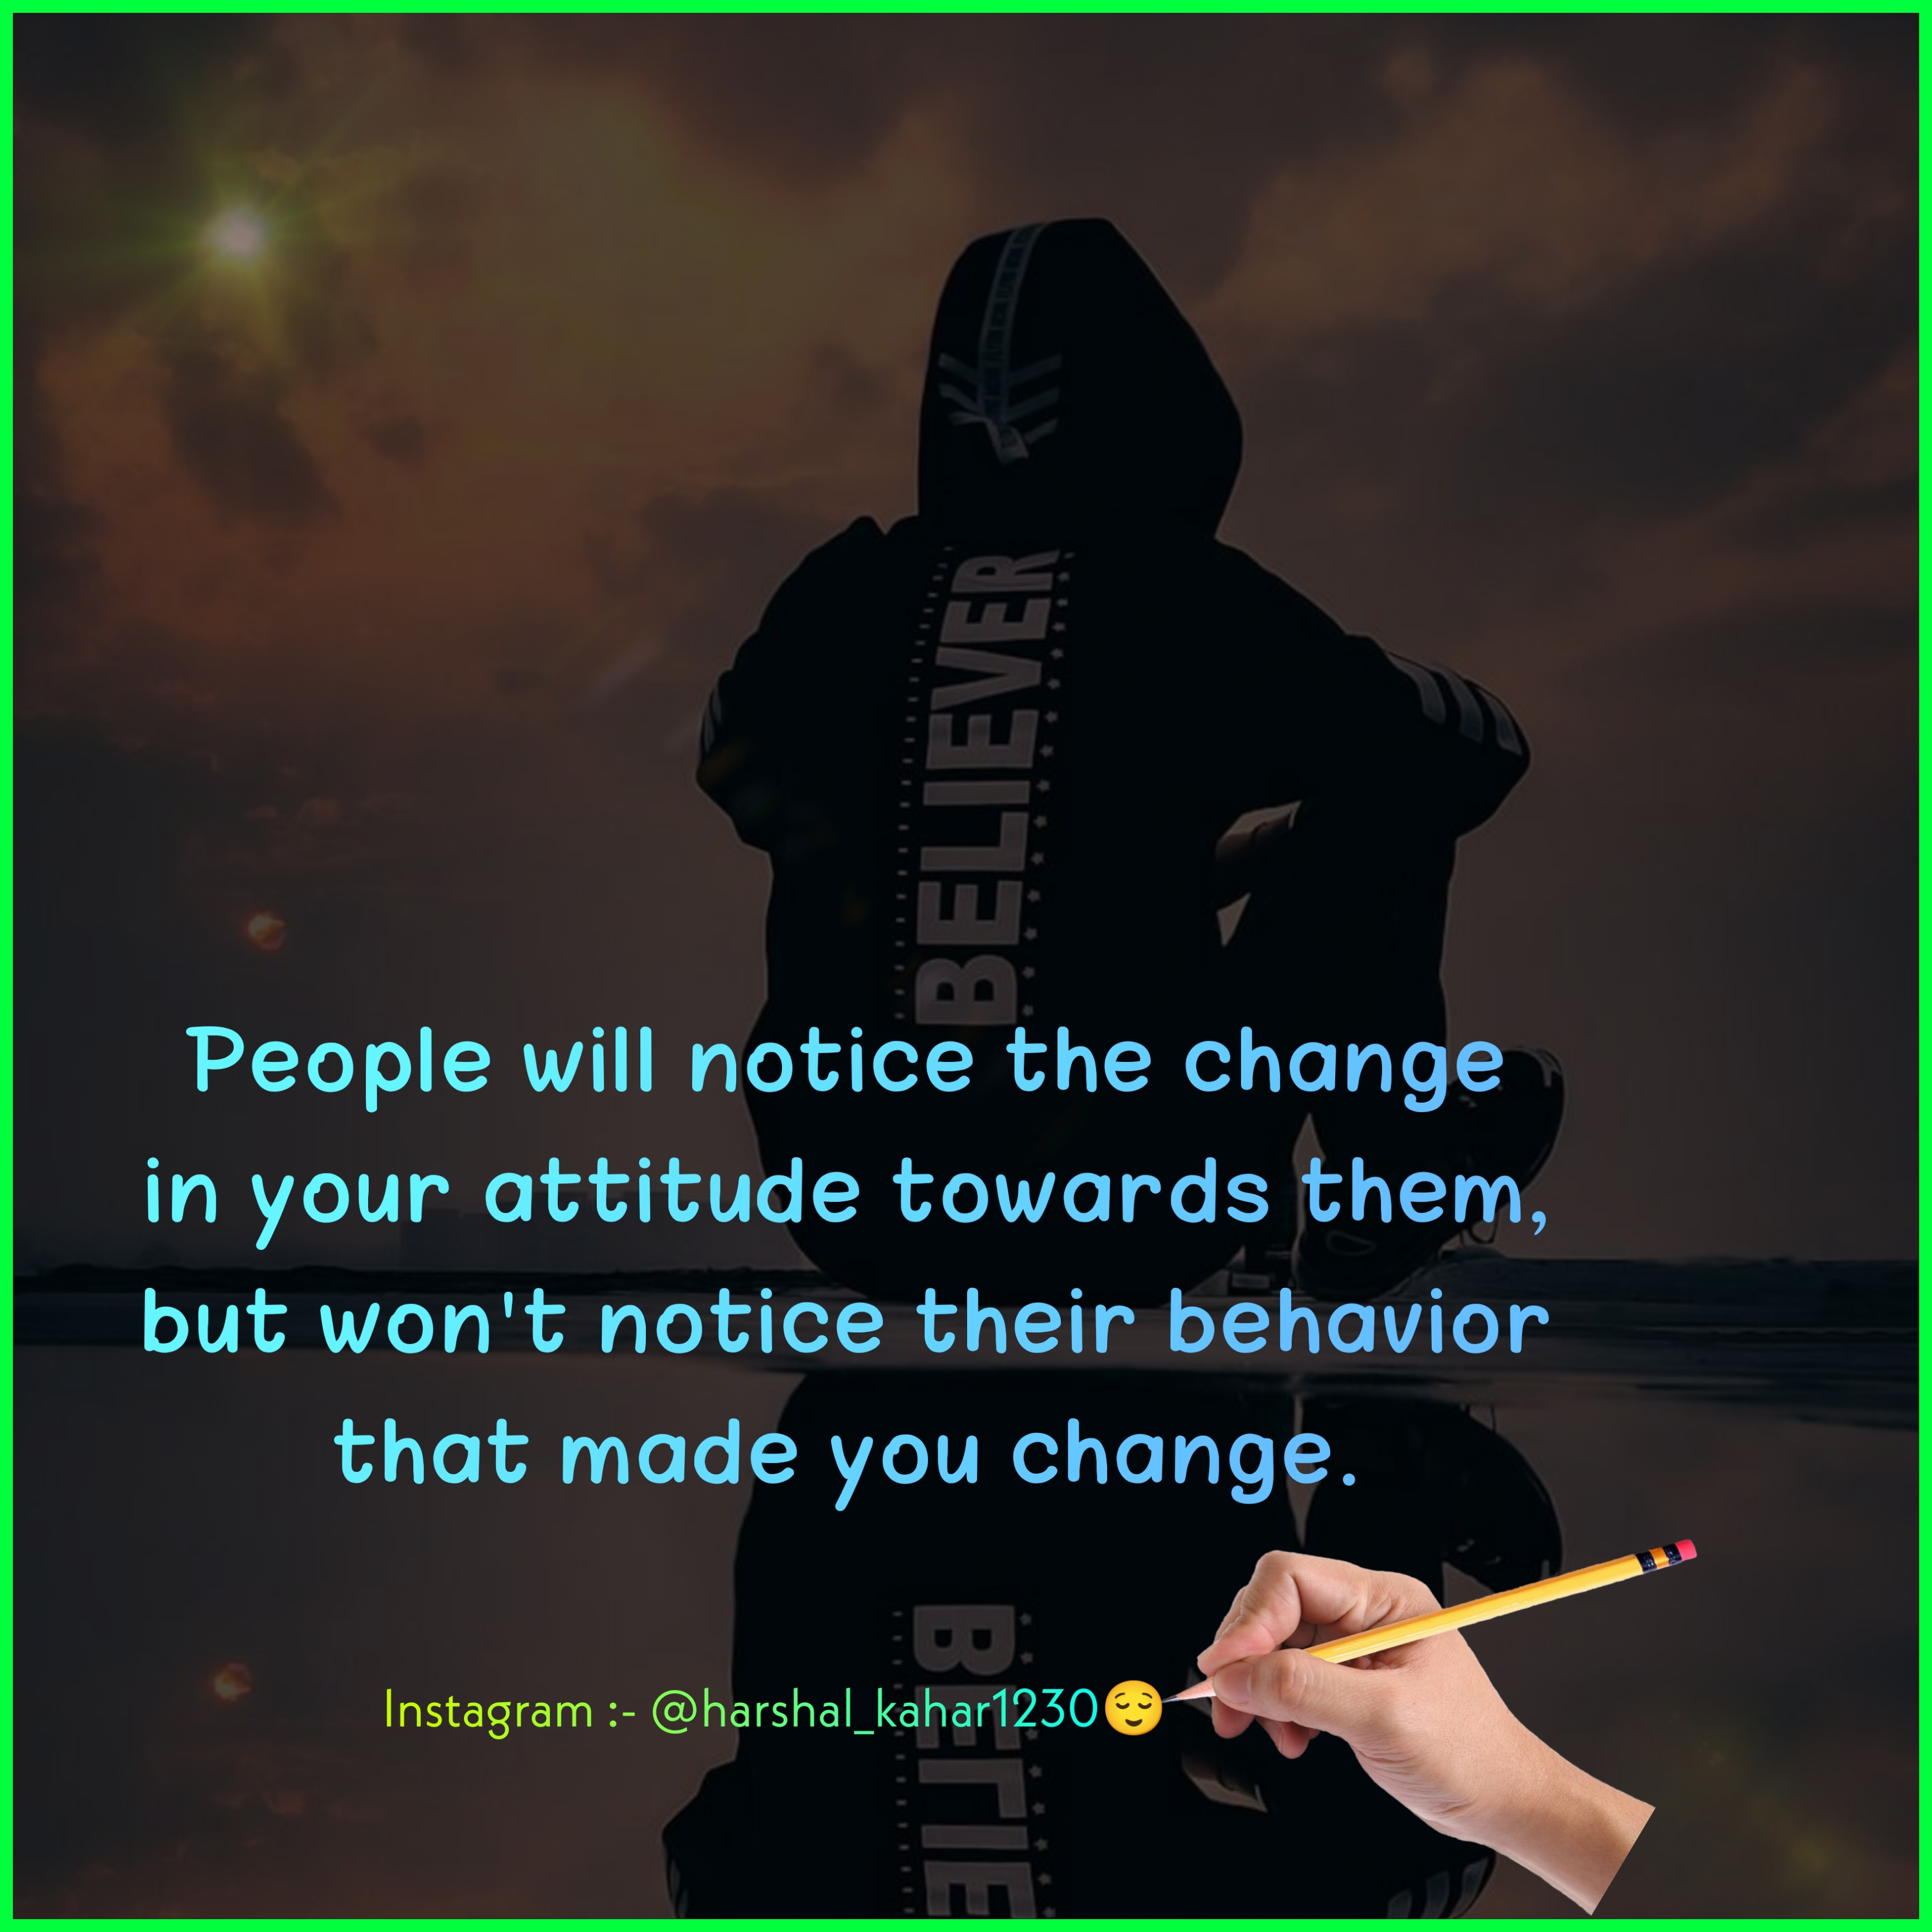 BELIEVER
People will notice the change
in your attitude towards them,
but won't notice their behavior
that made you change.
Instagram :- @harshal_kahar1230😌
BELIE